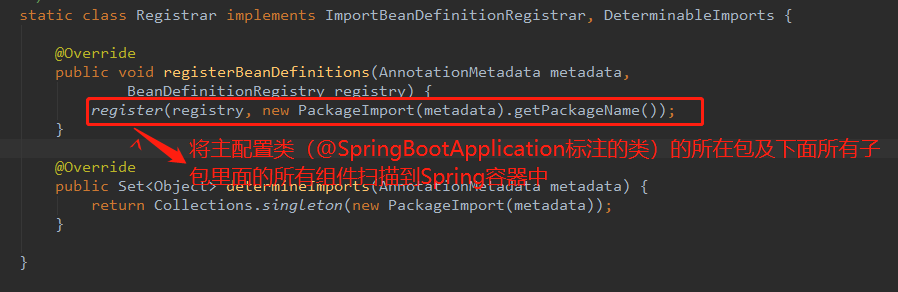 static class Registrar implements ImportBeanDefinitionRegistrar, DeterminableImports {
@Override
public void registerBeanDefinitions(AnnotationMetadata metadata,
BeanDefinitionRegistry registry) {
register(registry, new PackageImport(metadata).getPackageName());
}
将主配置类（@SpringBootApplication标注的类）的所在包及下面所有子
包里面的所有组件扫描到Spring容器中
@Override
public Set<Object> determineImports(AnnotationMetadata metadata) {
return Collections.singleton(new PackageImport(metadata));
}
}